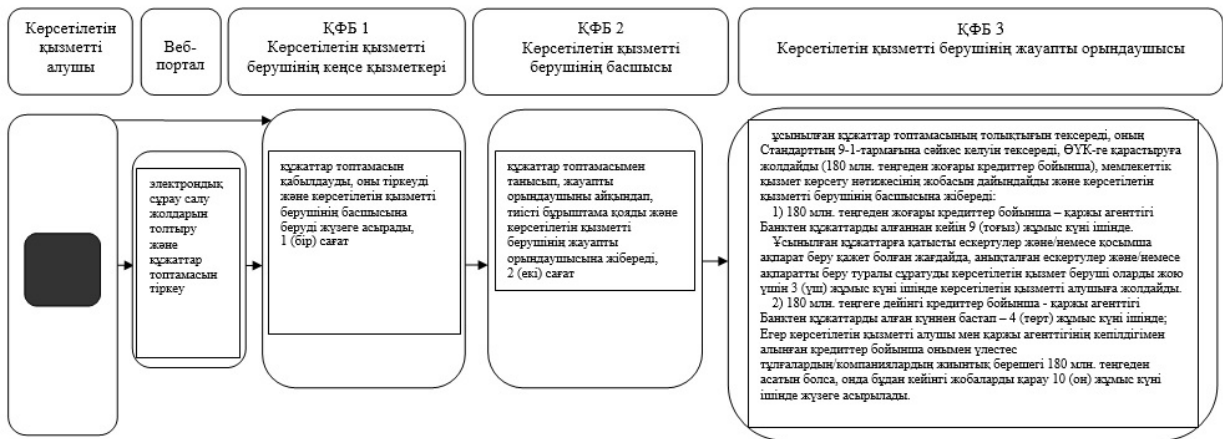 Көрсетілетін
қызметті
алушы
Веб-
портал
ҚФБ 1
Көрсетілетін қызметті
берушінің кеңсе қызметкері
ҚФБ 2
Көрсетілетін қызметті
берушінің басшысы
ҚФБ 3
Көрсетілетін қызметті берушінің жауапты орындаушысы
электрондық
сұрау салу
жолдарын
толтыру
және
құжаттар
топтамасын
тіркеу
құжаттар топтамасын
қабылдауды, оны тіркеуді
және көрсетілетін қызметті
берушінің басшысына
беруді жүзеге асырады,
1 (бір) сағат
құжаттар топтамасымен
танысып, жауапты
орындаушыны айқындап,
тиісті бұрыштама қояды және
көрсетілетін қызметті
берушінің жауапты
орындаушысына жібереді,
2 (екі) сағат
ұсынылған құжаттар топтамасының толықтығын тексереді, оның
Стандарттың 9-1-тармағына сәйкес келуін тексереді, ӨҮК-ге қарастыруға
жолдайды (180 млн. теңгеден жоғары кредиттер бойынша), мемлекеттік
қызмет көрсету нәтижесінің жобасын дайындайды және көрсетілетін
қызметті берушінің басшысына жібереді:
1) 180 млн. теңгеден жоғары кредиттер бойынша – қаржы агенттігі
Банктен құжаттарды алғаннан кейін 9 (тоғыз) жұмыс күні ішінде.
Ұсынылған құжаттарға қатысты ескертулер және/немесе қосымша
ақпарат беру қажет болған жағдайда, анықталған ескертулер және/немесе
ақпаратты беру туралы сұратуды көрсетілетін қызмет беруші оларды жою
үшін 3 (үш) жұмыс күні ішінде көрсетілетін қызметті алушыға жолдайды.
2) 180 млн. теңгеге дейінгі кредиттер бойынша - қаржы агенттігі
Банктен құжаттарды алған күннен бастап – 4 (төрт) жұмыс күні ішінде;
Егер көрсетілетін қызметті алушы мен қаржы агенттігінің кепілдігімен
алынған кредиттер бойынша онымен үлестес
тұлғалардың/компаниялардың жиынтық берешегі 180 млн. теңгеден
асатын болса, онда бұдан кейінгі жобаларды қарау 10 (он) жұмыс күні
ішінде жүзеге асырылады.